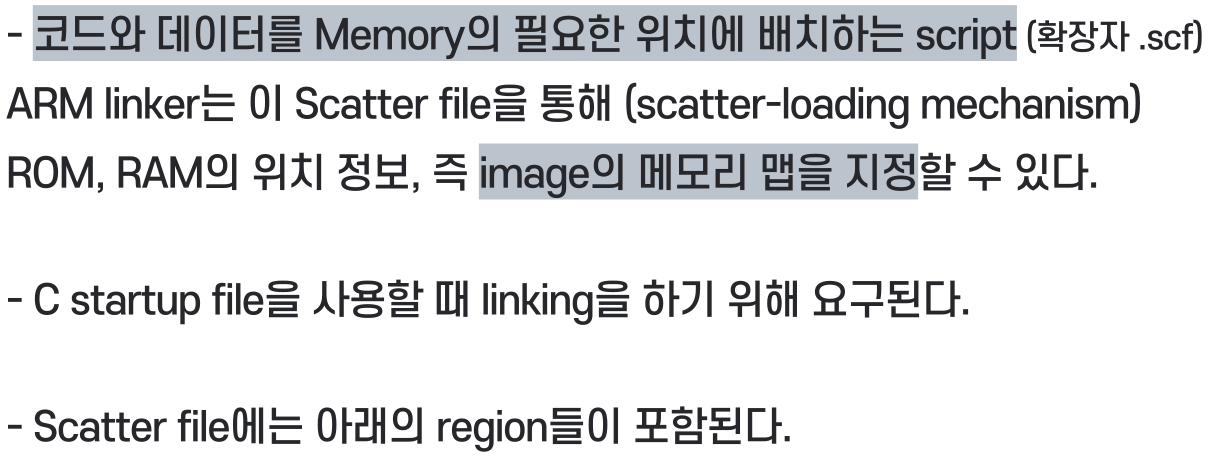 - 코드와 데이터를 Memory의 필요한 위치에 배치하는 script (확장자 .scf)
ARM linker는 이 Scatter file을 통해 (scatter-loading mechanism)
ROM, RAM의 위치 정보, 즉 image의 메모리 맵을 지정할 수 있다.
- C startup file을 사용할 때 linking을 하기 위해 요구된다.
- Scatter file에는 아래의 region들이 포함된다.